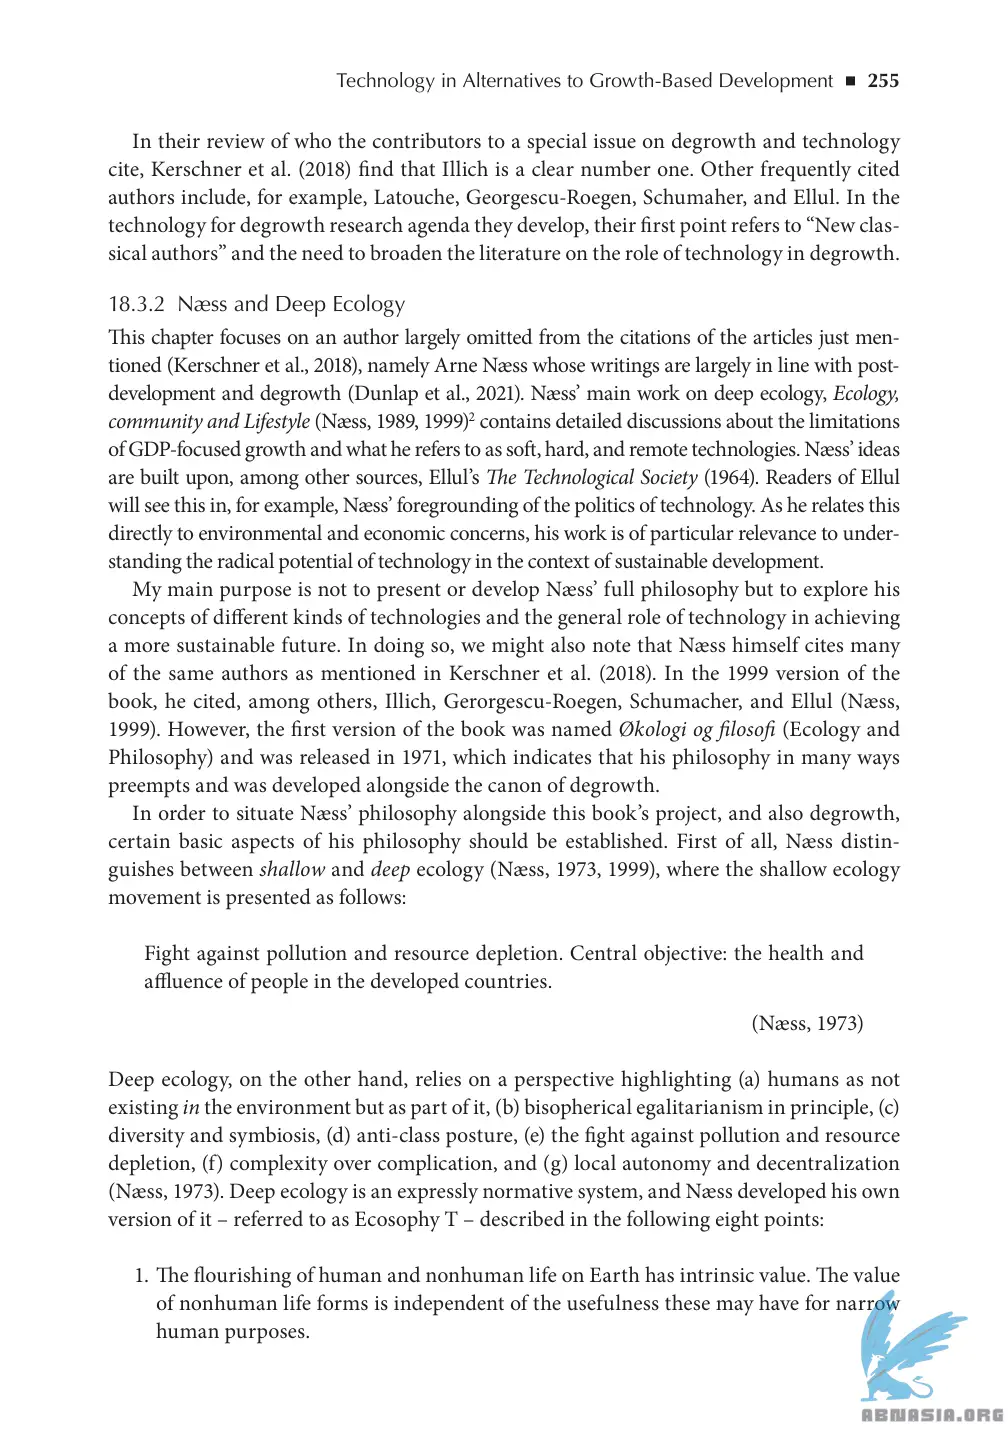 Technology in Alternatives to Growth-Based Development ■ 255
In their review of who the contributors to a special issue on degrowth and technology
cite, Kerschner et al. (2018) find that Illich is a clear number one. Other frequently cited
authors include, for example, Latouche, Georgescu-Roegen, Schumaher, and Ellul. In the
technology for degrowth research agenda they develop, their first point refers to “New clas-
sical authors” and the need to broaden the literature on the role of technology in degrowth.
18.3.2 Næss and Deep Ecology
This chapter focuses on an author largely omitted from the citations of the articles just men-
tioned (Kerschner et al., 2018), namely Arne Næss whose writings are largely in line with post-
development and degrowth (Dunlap et al., 2021). Næss’ main work on deep ecology, Ecology,
community and Lifestyle (Næss, 1989, 1999)2 contains detailed discussions about the limitations
of GDP-focused growth and what he refers to as soft, hard, and remote technologies. Næss’ ideas
are built upon, among other sources, Ellul’s The Technological Society (1964). Readers of Ellul
will see this in, for example, Næss’ foregrounding of the politics of technology. As he relates this
directly to environmental and economic concerns, his work is of particular relevance to under-
standing the radical potential of technology in the context of sustainable development.
My main purpose is not to present or develop Næss’ full philosophy but to explore his
concepts of different kinds of technologies and the general role of technology in achieving
a more sustainable future. In doing so, we might also note that Næss himself cites many
of the same authors as mentioned in Kerschner et al. (2018). In the 1999 version of the
book, he cited, among others, Illich, Gerorgescu-Roegen, Schumacher, and Ellul (Næss,
1999). However, the first version of the book was named Økologi og filosofi (Ecology and
Philosophy) and was released in 1971, which indicates that his philosophy in many ways
preempts and was developed alongside the canon of degrowth.
In order to situate Næss’ philosophy alongside this book’s project, and also degrowth,
certain basic aspects of his philosophy should be established. First of all, Næss distin-
guishes between shallow and deep ecology (Næss, 1973, 1999), where the shallow ecology
movement is presented as follows:
Fight against pollution and resource depletion. Central objective: the health and
affluence of people in the developed countries.
(Næss, 1973)
Deep ecology, on the other hand, relies on a perspective highlighting (a) humans as not
existing in the environment but as part of it, (b) bisopherical egalitarianism in principle, (c)
diversity and symbiosis, (d) anti-class posture, (e) the fight against pollution and resource
depletion, (f) complexity over complication, and (g) local autonomy and decentralization
(Næss, 1973). Deep ecology is an expressly normative system, and Næss developed his own
version of it – referred to as Ecosophy T – described in the following eight points:
1. The flourishing of human and nonhuman life on Earth has intrinsic value. The value
of nonhuman life forms is independent of the usefulness these may have for narrow
human purposes.
ABNASIA.ORG